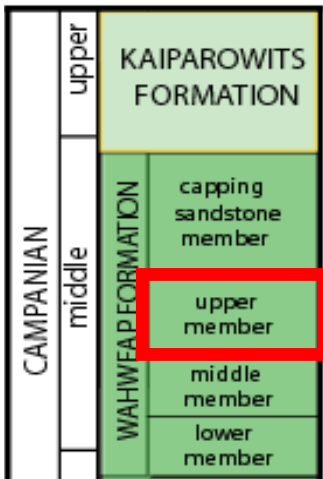 upper
KAIPAROWITS
FORMATION
CAMPANIAN
middle
WAHWEAP FORMATION
capping
sandstone
member
upper
member
middle
member
lower
member